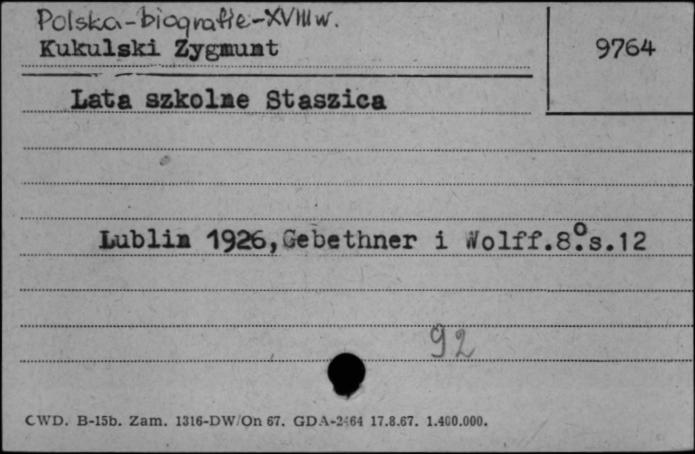 Polska-biografie-XVIII w.
Kukulski Zygmunt
9764
Lata szkolne Staszica
Lublin 1926, Gebethner i Wolff.8°.s.12
92
CWD. B-15b. Zam. 1316-DW/On 67. GDA-2464 17.8.67. 1.400.000.